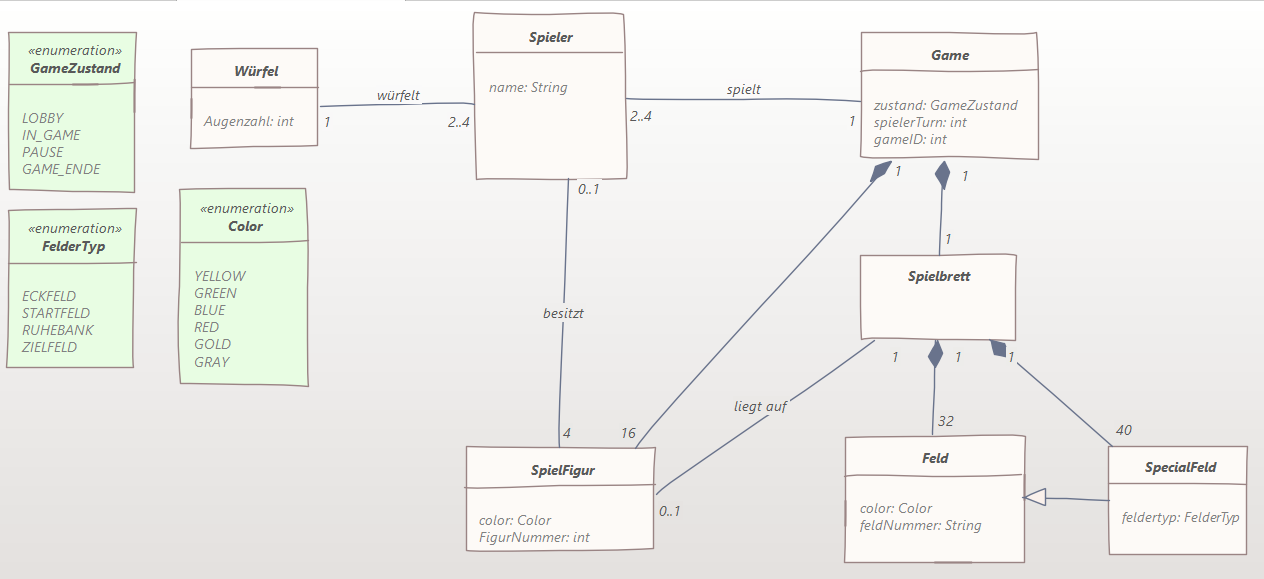 «enumeration»
GameZustand
LOBBY
IN_GAME
PAUSE
GAME_ENDE
«enumeration»
FelderTyp
ECKFELD
STARTFELD
RUHEBANK
ZIELFELD
Würfel
Augenzahl: int
«enumeration»
Color
YELLOW
GREEN
BLUE
RED
GOLD
GRAY
würfelt
1
2..4
Spieler
name: String
spielt
2..4
1
Game
zustand: GameZustand
spielerTurn: int
gameID: int
0..1
besitzt
4
1
16
1
1
Spielbrett
1
liegt auf
0..1
1
32
1
40
SpielFigur
color: Color
FigurNummer: int
Feld
color: Color
feldNummer: String
SpecialFeld
feldertyp: FelderTyp